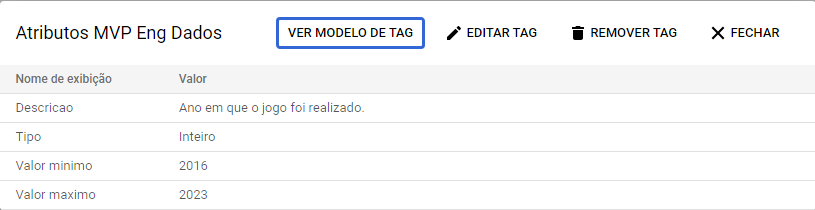 Atributos MVP Eng Dados VER MODELO DE TAG EDITAR TAG REMOVER TAG FECHAR
Nome de exibição Valor
Descricao Ano em que o jogo foi realizado.
Tipo Inteiro
Valor minimo 2016
Valor maximo 2023